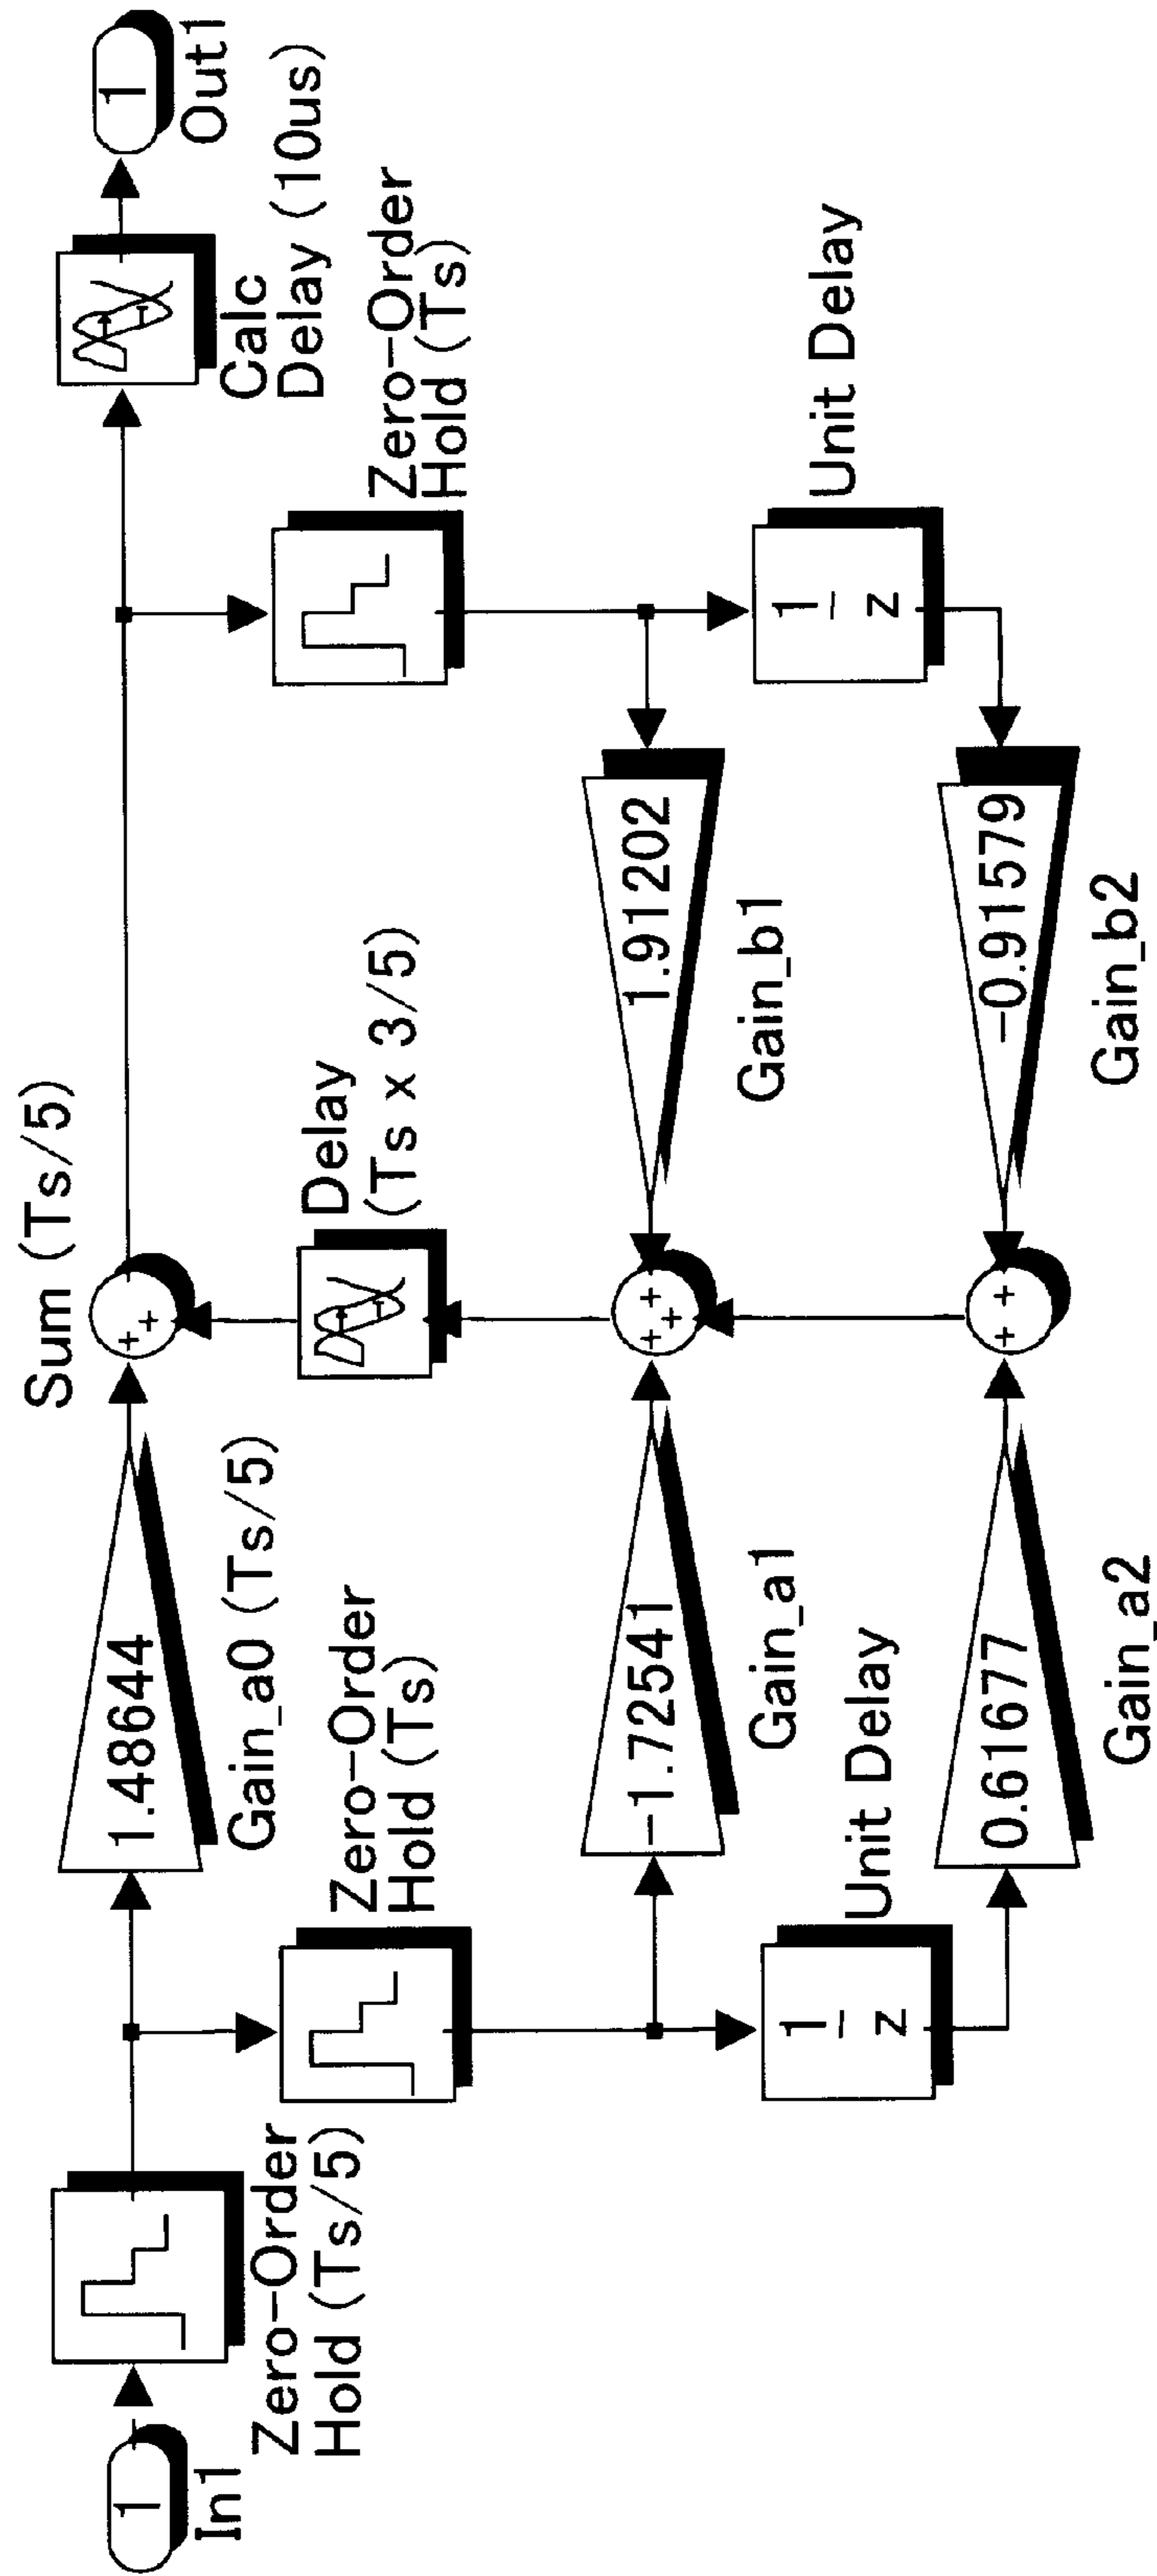 1
In1
Zero-Order
Hold (Ts/5)
1.48644
Gain_a0 (Ts/5)
Sum (Ts/5)
+
+
Calc
Delay (10us)
1
Out1
Zero-Order
Hold (Ts)
Delay
(Ts x 3/5)
Zero-Order
Hold (Ts)
-1.72541
Gain_a1
+
+
+
1.91202
Gain_b1
1
z
Unit Delay
1
z
Unit Delay
0.61677
Gain_a2
+
+
-0.91579
Gain_b2